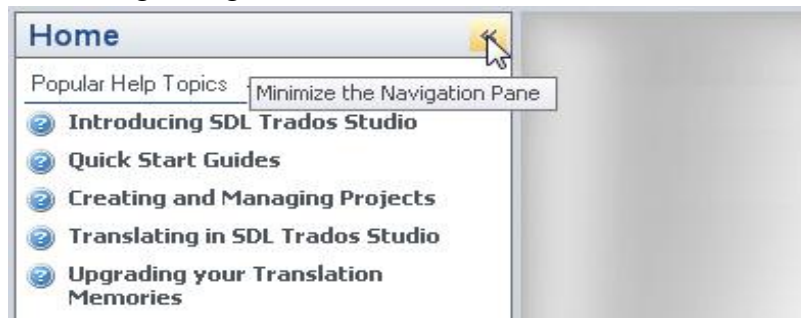 Home «
Popular Help Topics
Minimize the Navigation Pane
Introducing SDL Trados Studio
Quick Start Guides
Creating and Managing Projects
Translating in SDL Trados Studio
Upgrading your Translation
Memories